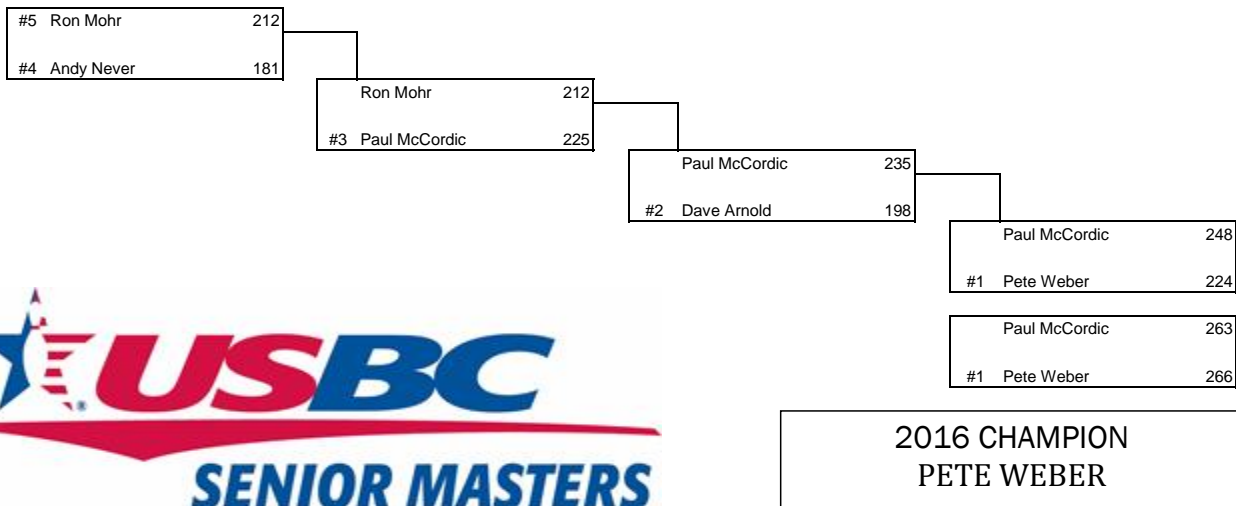 #5 Ron Mohr 212
#4 Andy Never 181
Ron Mohr 212
#3 Paul McCordic 225
Paul McCordic 235
#2 Dave Arnold 198
Paul McCordic 248
#1 Pete Weber 224
Paul McCordic 263
#1 Pete Weber 266
USBC
®
SENIOR MASTERS
2016 CHAMPION
PETE WEBER